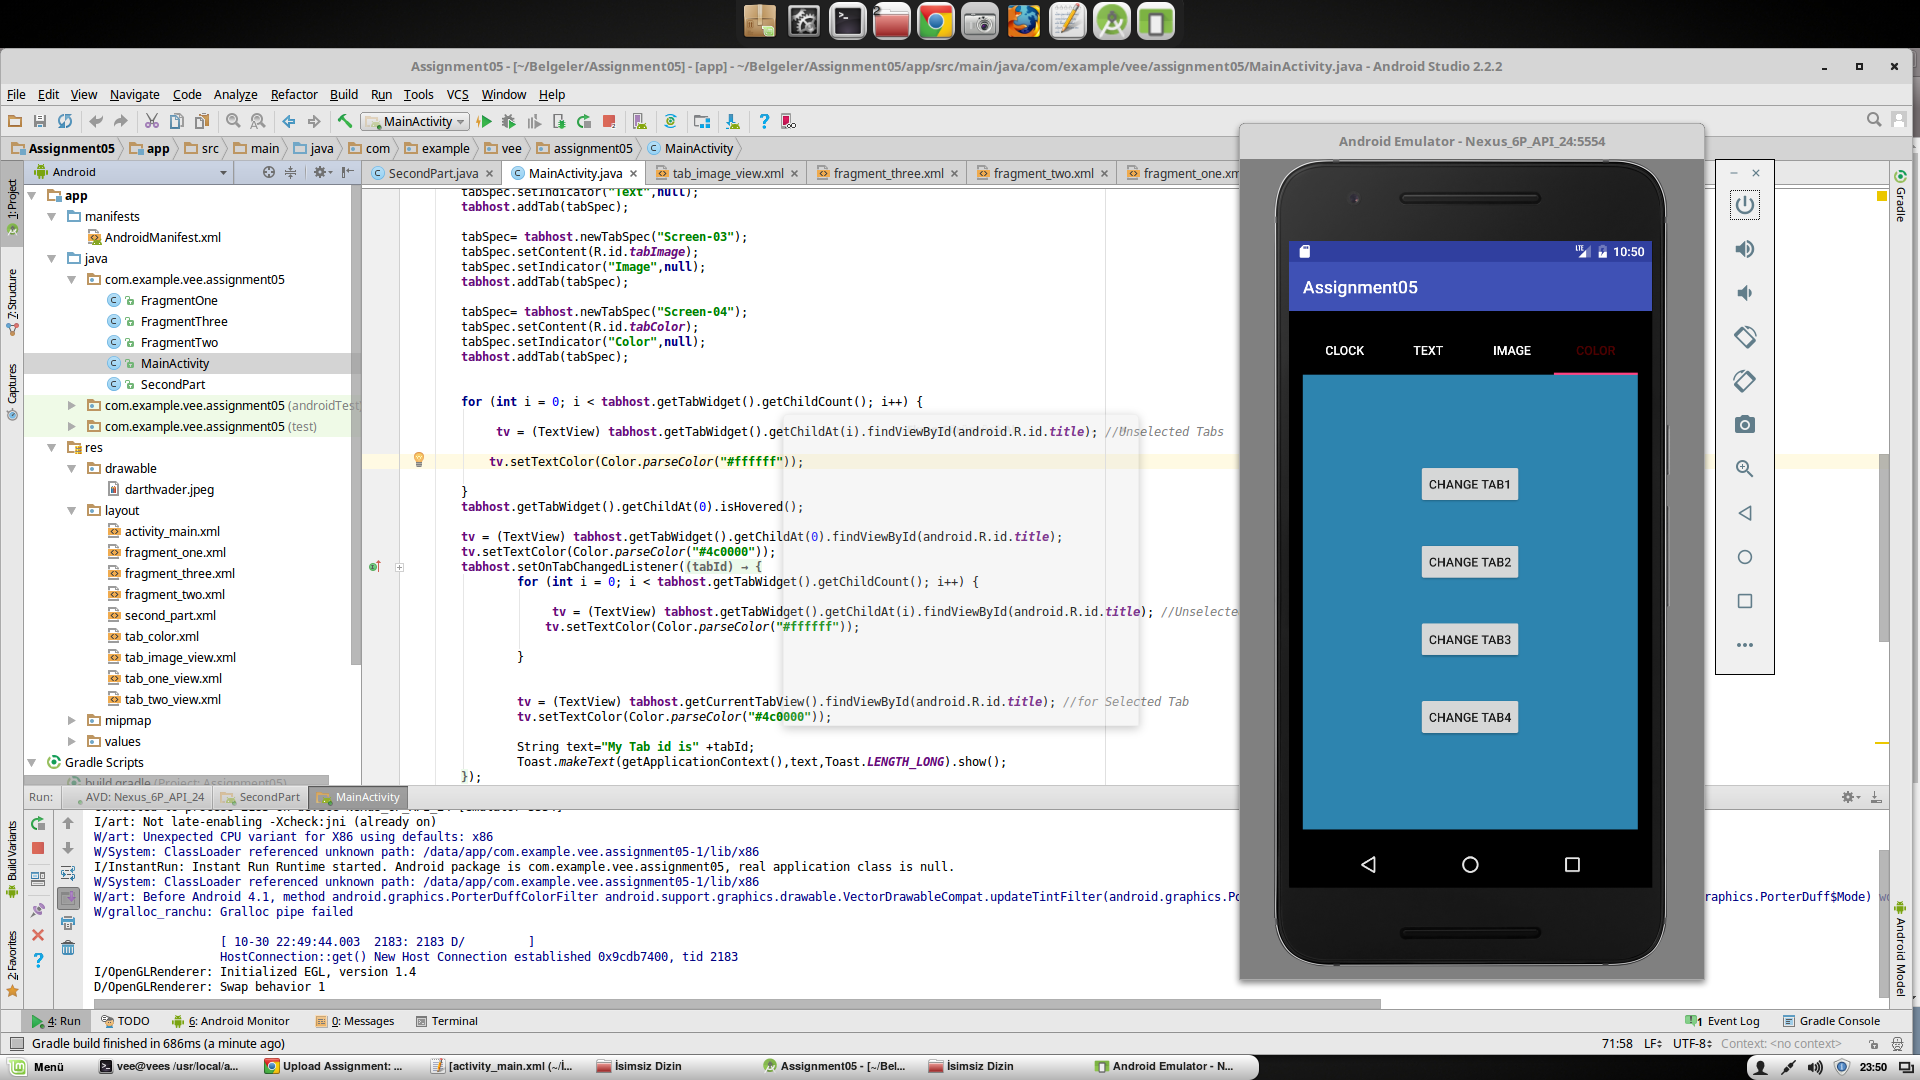 Assignment05 - [~/Belgeler/Assignment05] - [app] - ~/Belgeler/Assignment05/app/src/main/java/com/example/vee/assignment05/MainActivity.java - Android Studio 2.2.2
File Edit View Navigate Code Analyze Refactor Build Run Tools VCS Window Help
MainActivity
Assignment05 app src main java com example vee assignment05 MainActivity
Android
SecondPart.java MainActivity.java tab_image_view.xml fragment_three.xml fragment_two.xml fragment_one.xm
1: Project
7: Structure
Captures
Build Variants
2: Favorites
app
manifests
AndroidManifest.xml
java
com.example.vee.assignment05
FragmentOne
FragmentThree
FragmentTwo
MainActivity
SecondPart
com.example.vee.assignment05 (androidTest
com.example.vee.assignment05 (test)
res
drawable
darthvader.jpeg
layout
activity_main.xml
fragment_one.xml
fragment_three.xml
fragment_two.xml
second_part.xml
tab_color.xml
tab_image_view.xml
tab_one_view.xml
tab_two_view.xml
mipmap
values
Gradle Scripts
build.gradle (Project: Assignment05)
tabSpec.setIndicator("Text",null);
tabhost.addTab(tabSpec);
tabSpec= tabhost.newTabSpec("Screen-03");
tabSpec.setContent(R.id.tabImage);
tabSpec.setIndicator("Image",null);
tabhost.addTab(tabSpec);
tabSpec= tabhost.newTabSpec("Screen-04");
tabSpec.setContent(R.id.tabColor);
tabSpec.setIndicator("Color",null);
tabhost.addTab(tabSpec);
for (int i = 0; i < tabhost.getTabWidget().getChildCount(); i++) {
tv = (TextView) tabhost.getTabWidget().getChildAt(i).findViewById(android.R.id.title); //Unselected Tabs
tv.setTextColor(Color.parseColor("#ffffff"));
}
tabhost.getTabWidget().getChildAt(0).isHovered();
tv = (TextView) tabhost.getTabWidget().getChildAt(0).findViewById(android.R.id.title);
tv.setTextColor(Color.parseColor("#4c0000"));
tabhost.setOnTabChangedListener((tabId) → {
for (int i = 0; i < tabhost.getTabWidget().getChildCount(); i++) {
tv = (TextView) tabhost.getTabWidget().getChildAt(i).findViewById(android.R.id.title); //Unselecte
tv.setTextColor(Color.parseColor("#ffffff"));
}
tv = (TextView) tabhost.getCurrentTabView().findViewById(android.R.id.title); //for Selected Tab
tv.setTextColor(Color.parseColor("#4c0000"));
String text="My Tab id is" +tabId;
Toast.makeText(getApplicationContext(),text,Toast.LENGTH_LONG).show();
});
Android Emulator - Nexus_6P_API_24:5554
LTE 10:50
Assignment05
CLOCK TEXT IMAGE COLOR
CHANGE TAB1
CHANGE TAB2
CHANGE TAB3
CHANGE TAB4
Gradle
Android Model
Run: AVD: Nexus_6P_API_24 SecondPart MainActivity
I/art: Not late-enabling -Xcheck:jni (already on)
W/art: Unexpected CPU variant for X86 using defaults: x86
W/System: ClassLoader referenced unknown path: /data/app/com.example.vee.assignment05-1/lib/x86
I/InstantRun: Instant Run Runtime started. Android package is com.example.vee.assignment05, real application class is null.
W/System: ClassLoader referenced unknown path: /data/app/com.example.vee.assignment05-1/lib/x86
W/art: Before Android 4.1, method android.graphics.PorterDuffColorFilter android.support.graphics.drawable.VectorDrawableCompat.updateTintFilter(android.graphics.Po raphics.PorterDuff$Mode) wo
W/gralloc_ranchu: Gralloc pipe failed
[ 10-30 22:49:44.003 2183: 2183 D/ ]
HostConnection::get() New Host Connection established 0x9cdb7400, tid 2183
I/OpenGLRenderer: Initialized EGL, version 1.4
D/OpenGLRenderer: Swap behavior 1
4: Run TODO 6: Android Monitor 0: Messages Terminal 1 Event Log Gradle Console
Gradle build finished in 686ms (a minute ago) 71:58 LF÷ UTF-8÷ Context: <no context>
Menü vee@vees /usr/local/a... Upload Assignment: ... [activity_main.xml (~/İ... İsimsiz Dizin Assignment05 - [~/Bel... İsimsiz Dizin Android Emulator - N... 23:50